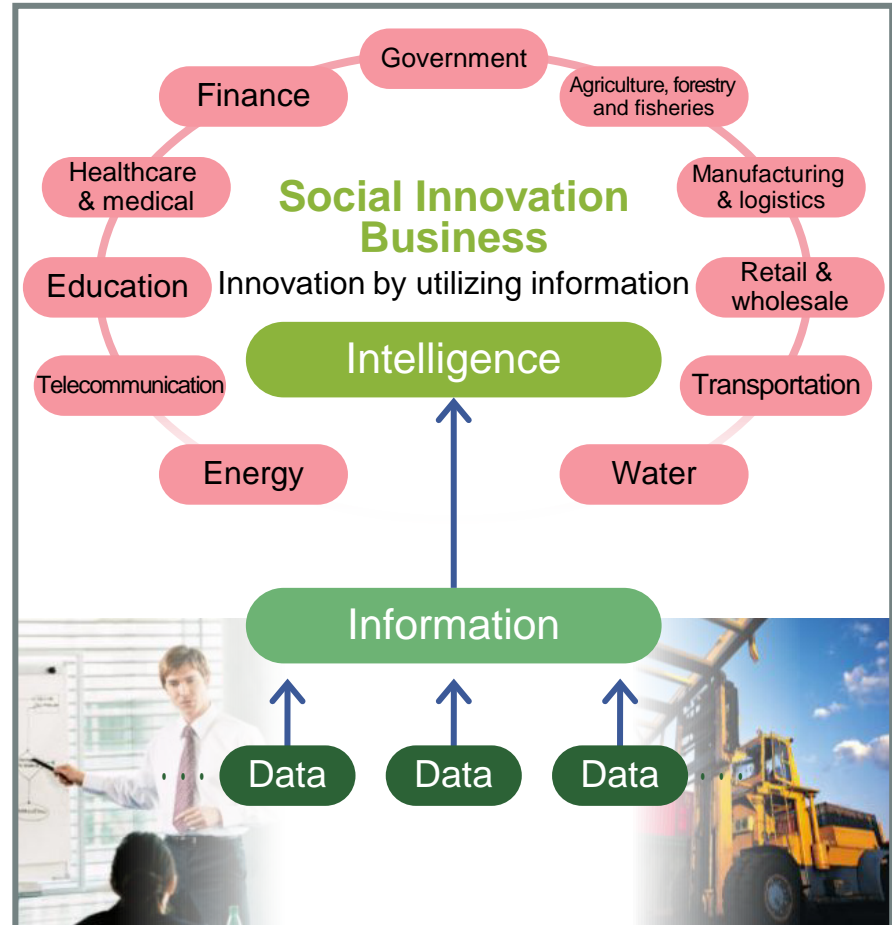 Government
Finance
Agriculture, forestry
and fisheries
Healthcare
& medical
Manufacturing
& logistics
Social Innovation
Business
Education
Innovation by utilizing information
Retail &
wholesale
Intelligence
Telecommunication
Transportation
Energy
Water
Information
Data
Data
Data